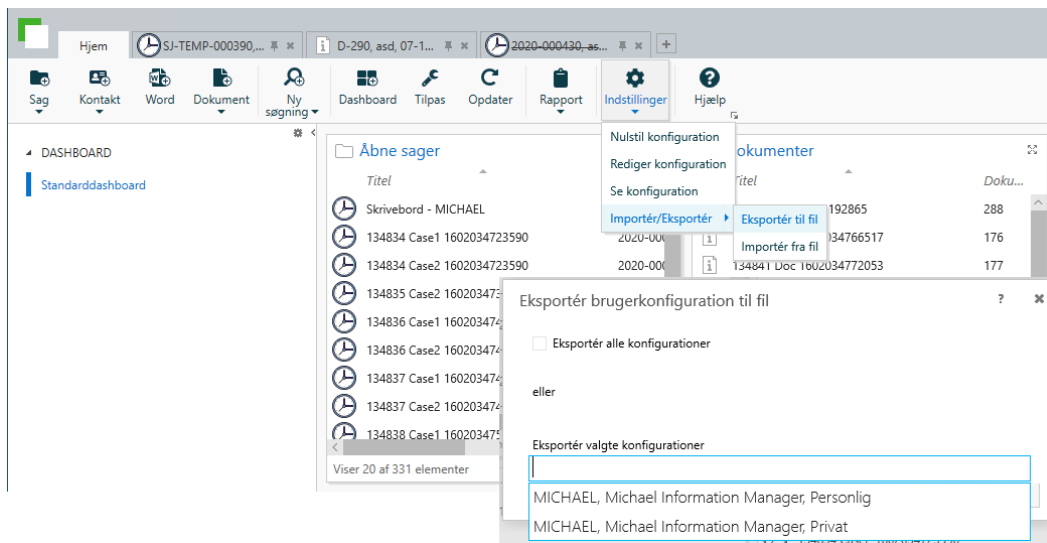 Hjem
SJ-TEMP-000390,...
D-290, asd, 07-1...
2020-000430, as...
Sag
Kontakt
Word
Dokument
Ny søgning
Dashboard
Tilpas
Opdater
Rapport
Indstillinger
Hjælp
Nulstil konfiguration
Rediger konfiguration
Se konfiguration
Importér/Eksportér
Eksportér til fil
Importér fra fil
DASHBOARD
Standarddashboard
Åbne sager
Titel
Skrivebord - MICHAEL
134834 Case1 1602034723590
2020-000
134834 Case2 1602034723590
2020-000
134835 Case2 160203473
134836 Case1 160203474
134836 Case2 160203474
134837 Case1 160203474
134837 Case2 160203474
134838 Case1 160203475
Viser 20 af 331 elementer
okumenter
Titel
Doku...
192865
288
34766517
176
134841 Doc 1602034772053
177
Eksportér brugerkonfiguration til fil
?
Eksportér alle konfigurationer
eller
Eksportér valgte konfigurationer
MICHAEL, Michael Information Manager, Personlig
MICHAEL, Michael Information Manager, Privat